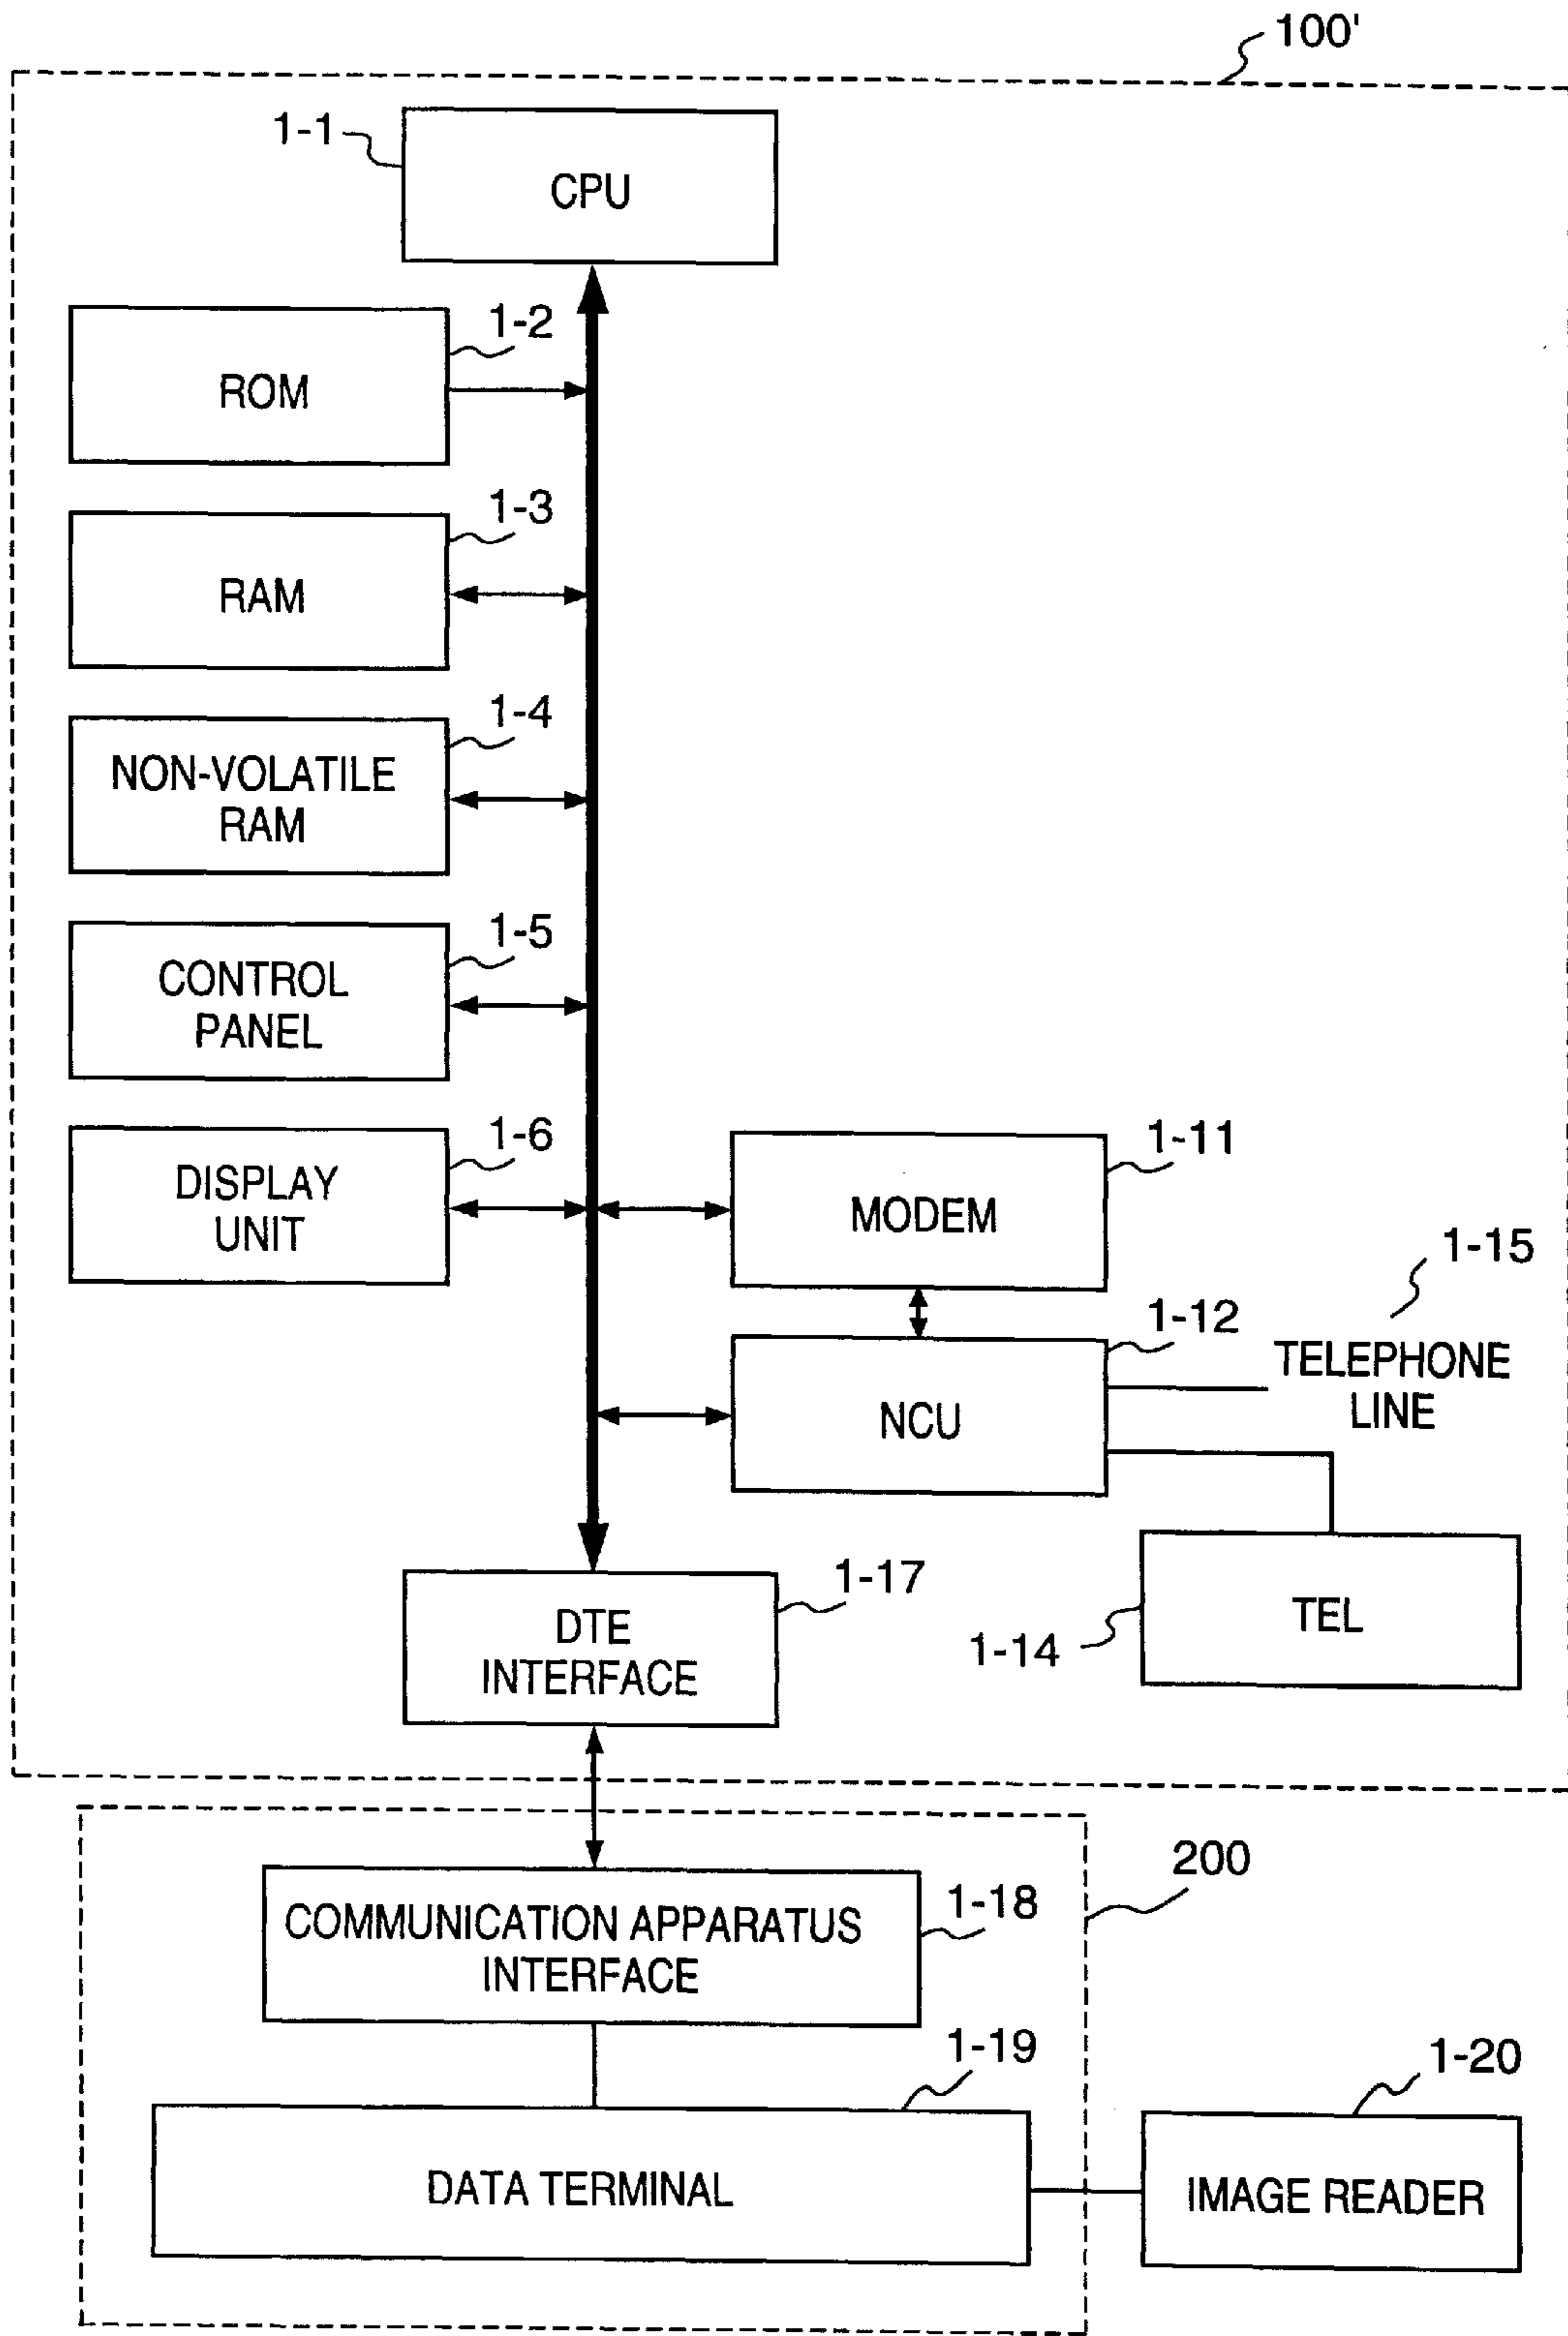 100'
1-1
CPU
1-2
ROM
1-3
RAM
1-4
NON-VOLATILE
RAM
1-5
CONTROL
PANEL
1-6
DISPLAY
UNIT
1-11
MODEM
1-15
1-12
TELEPHONE
LINE
NCU
1-17
DTE
INTERFACE
1-14
TEL
200
1-18
COMMUNICATION APPARATUS
INTERFACE
1-19
DATA TERMINAL
1-20
IMAGE READER